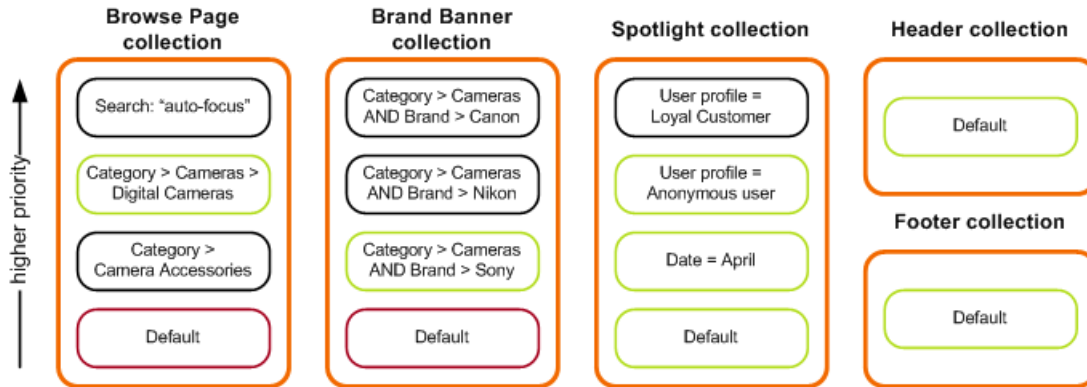 Browse Page
collection
Search: “auto-focus”
Category > Cameras >
Digital Cameras
Category >
Camera Accessories
Default
Brand Banner
collection
Category > Cameras
AND Brand > Canon
Category > Cameras
AND Brand > Nikon
Category > Cameras
AND Brand > Sony
Default
Spotlight collection
User profile =
Loyal Customer
User profile =
Anonymous user
Date = April
Default
Header collection
Default
Footer collection
Default
higher priority